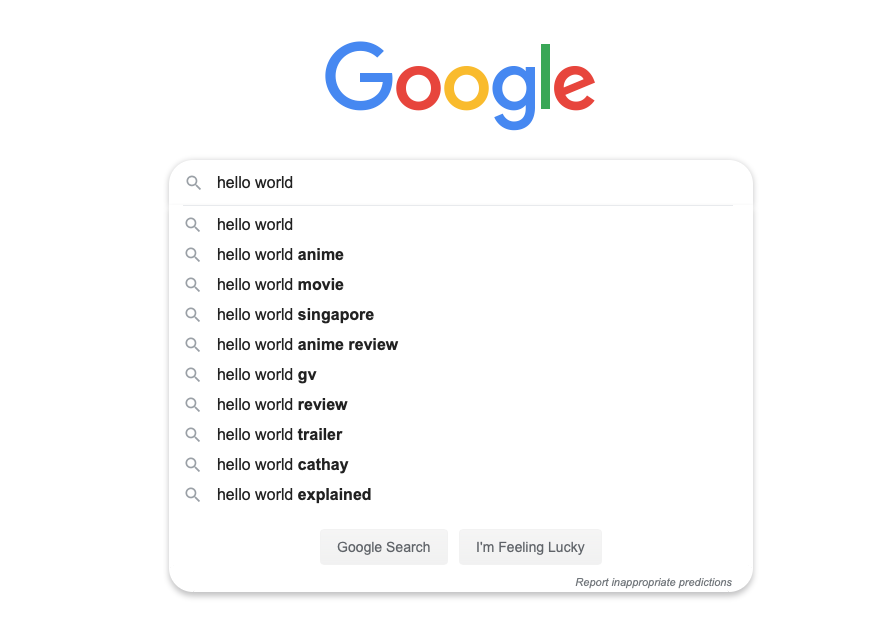 Google
hello world
hello world
hello world anime
hello world movie
hello world singapore
hello world anime review
hello world gv
hello world review
hello world trailer
hello world cathay
hello world explained
Google Search
I'm Feeling Lucky
Report inappropriate predictions